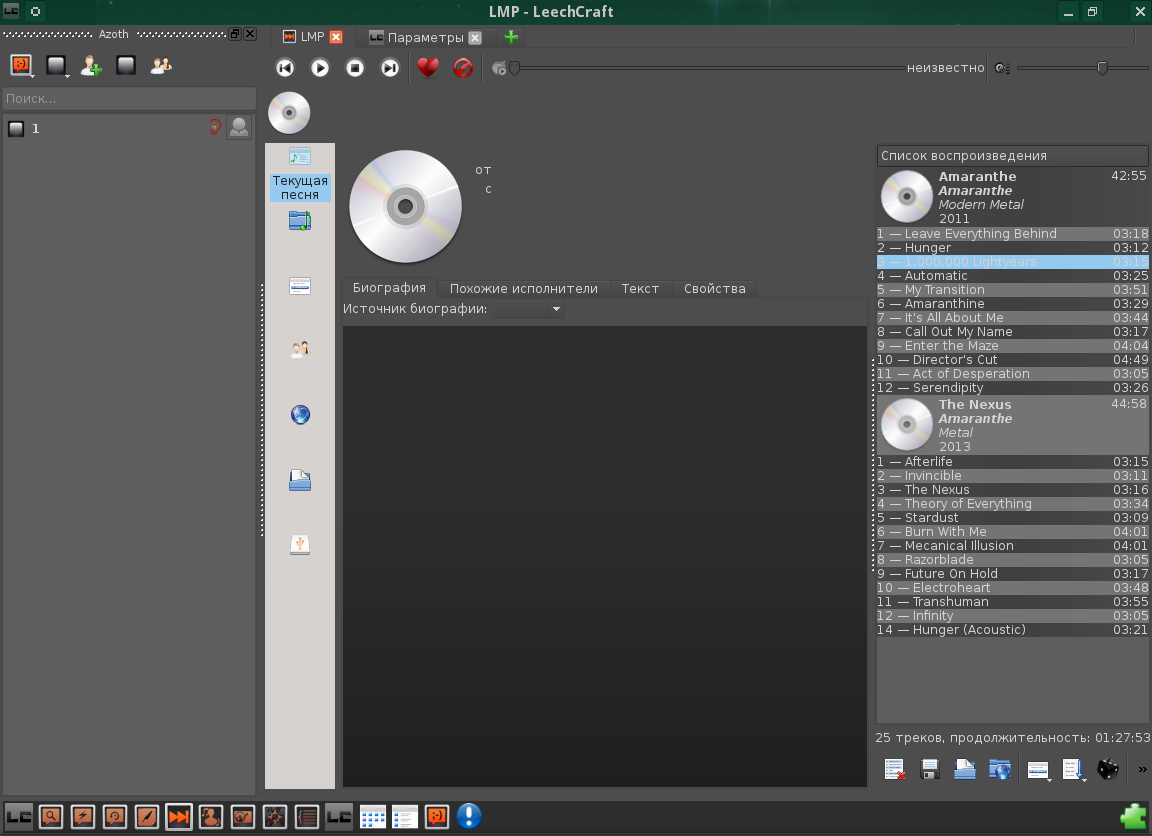 LMP - LeechCraft
Azoth
LMP
Параметры
неизвестно
Поиск...
1
Текущая
песня
от
с
Биография
Похожие исполнители
Текст
Свойства
Источник биографии:
Список воспроизведения
Amaranthe 42:55
Amaranthe
Modern Metal
2011
1 — Leave Everything Behind 03:18
2 — Hunger 03:12
3 — 1.000.000 Lightyears 03:15
4 — Automatic 03:25
5 — My Transition 03:51
6 — Amaranthine 03:29
7 — It's All About Me 03:44
8 — Call Out My Name 03:17
9 — Enter the Maze 04:04
10 — Director's Cut 04:49
11 — Act of Desperation 03:05
12 — Serendipity 03:26
The Nexus 44:58
Amaranthe
Metal
2013
1 — Afterlife 03:15
2 — Invincible 03:11
3 — The Nexus 03:16
4 — Theory of Everything 03:34
5 — Stardust 03:09
6 — Burn With Me 04:01
7 — Mecanical Illusion 04:01
8 — Razorblade 03:05
9 — Future On Hold 03:17
10 — Electroheart 03:48
11 — Transhuman 03:55
12 — Infinity 03:05
14 — Hunger (Acoustic) 03:21
25 треков, продолжительность: 01:27:53